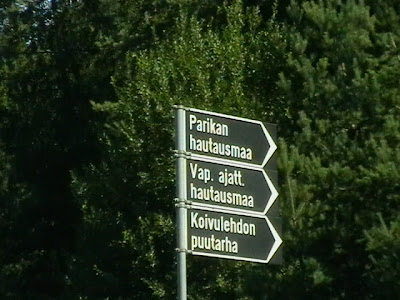 Parikan
hautausmaa
Vap. ajatt.
hautausmaa
Koivulehdon
puutarha